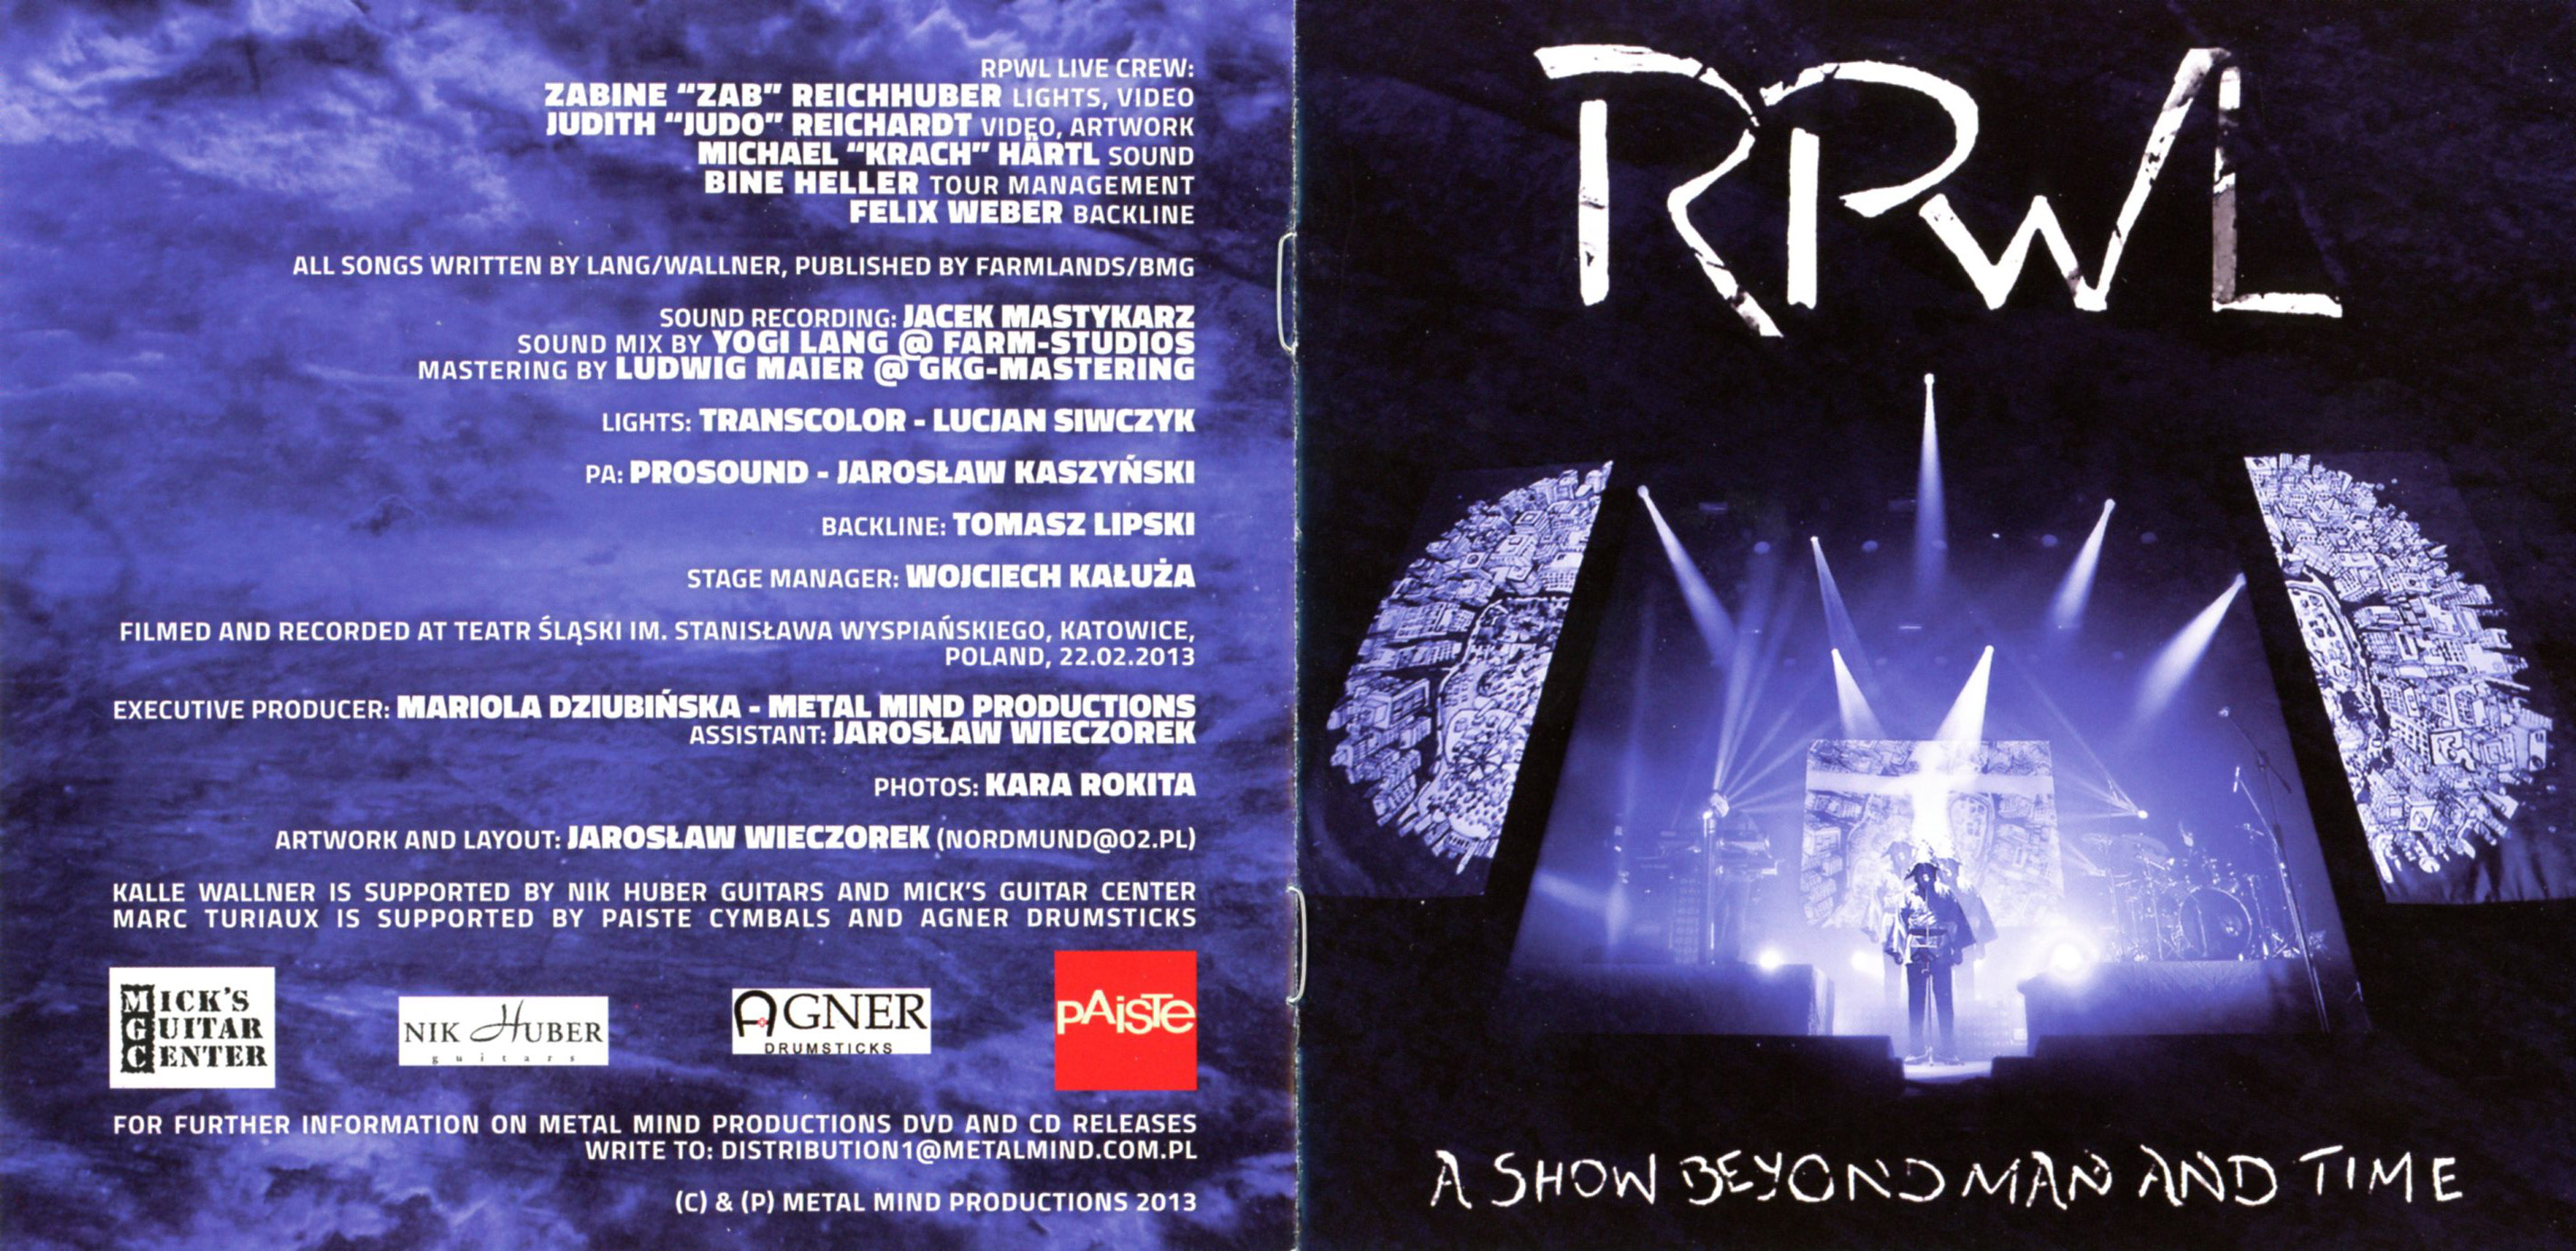 RPWL LIVE CREW:
ZABINE “ZAB” REICHHUBER LIGHTS, VIDEO
JUDITH “JUDO” REICHARDT VIDEO, ARTWORK
MICHAEL “KRACH” HÄRTL SOUND
BINE HELLER TOUR MANAGEMENT
FELIX WEBER BACKLINE
ALL SONGS WRITTEN BY LANG/WALLNER, PUBLISHED BY FARMLANDS/BMG
SOUND RECORDING: JACEK MASTYKARZ
SOUND MIX BY YOGI LANG @ FARM-STUDIOS
MASTERING BY LUDWIG MAIER @ GKG-MASTERING
LIGHTS: TRANSCOLOR - LUCJAN SIWCZYK
PA: PROSOUND - JAROSŁAW KASZYŃSKI
BACKLINE: TOMASZ LIPSKI
STAGE MANAGER: WOJCIECH KAŁUŻA
FILMED AND RECORDED AT TEATR ŚLĄSKI IM. STANISŁAWA WYSPIAŃSKIEGO, KATOWICE,
POLAND, 22.02.2013
EXECUTIVE PRODUCER: MARIOLA DZIUBIŃSKA - METAL MIND PRODUCTIONS
ASSISTANT: JAROSŁAW WIECZOREK
PHOTOS: KARA ROKITA
ARTWORK AND LAYOUT: JAROSŁAW WIECZOREK (NORDMUND@O2.PL)
KALLE WALLNER IS SUPPORTED BY NIK HUBER GUITARS AND MICK'S GUITAR CENTER
MARC TURIAUX IS SUPPORTED BY PAISTE CYMBALS AND AGNER DRUMSTICKS
MICK'S
GUITAR
CENTER
NIK HUBER
guitars
AGNER
DRUMSTICKS
PAiSTe
FOR FURTHER INFORMATION ON METAL MIND PRODUCTIONS DVD AND CD RELEASES
WRITE TO: DISTRIBUTION1@METALMIND.COM.PL
(C) & (P) METAL MIND PRODUCTIONS 2013
RPWL
A SHOW BEYOND MAN AND TIME